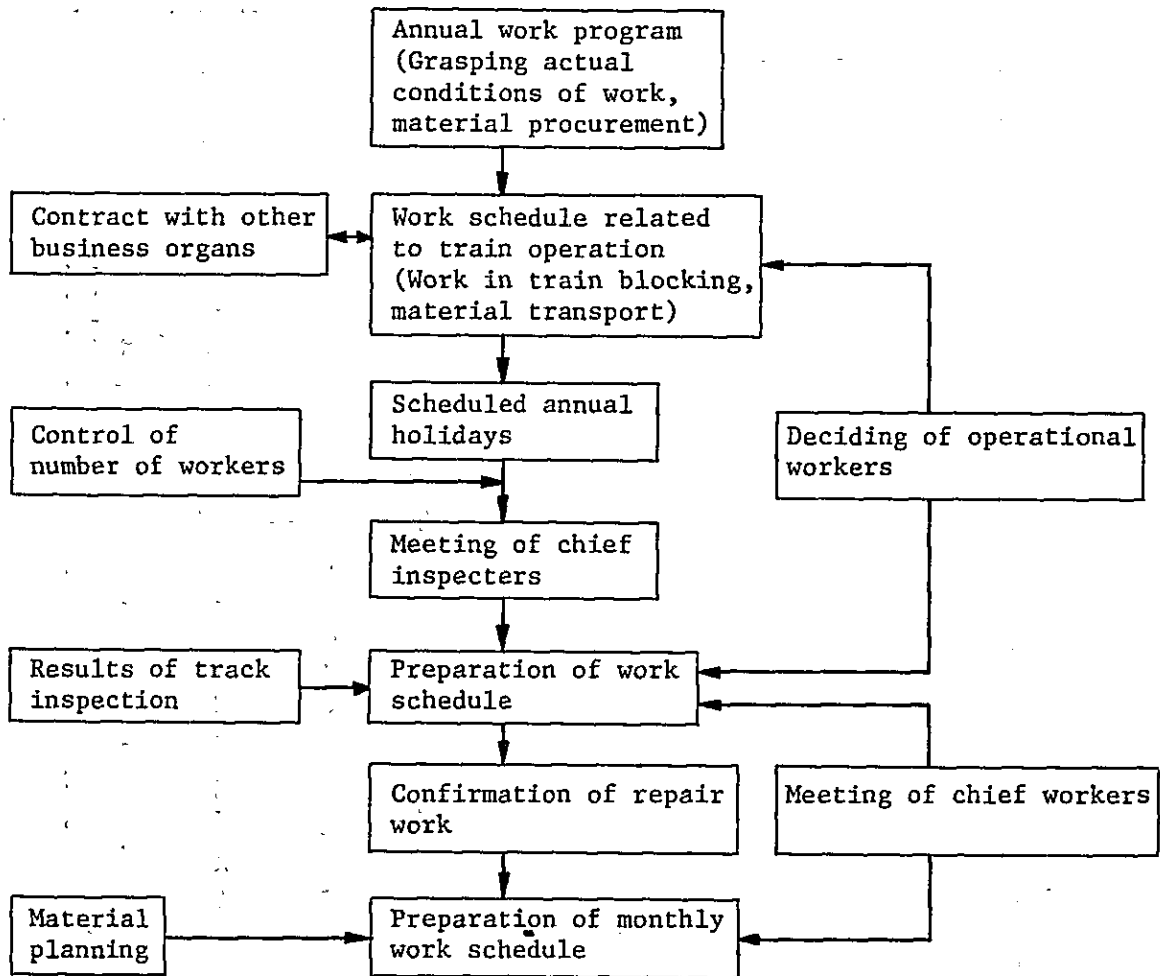 Annual work program
(Grasping actual
conditions of work,
material procurement)
Contract with other
business organs
Work schedule related
to train operation
(Work in train blocking,
material transport)
Scheduled annual
holidays
Control of
number of workers
Deciding of operational
workers
Meeting of chief
inspecters
Results of track
inspection
Preparation of work
schedule
Confirmation of repair
work
Meeting of chief workers
Material
planning
Preparation of monthly
work schedule